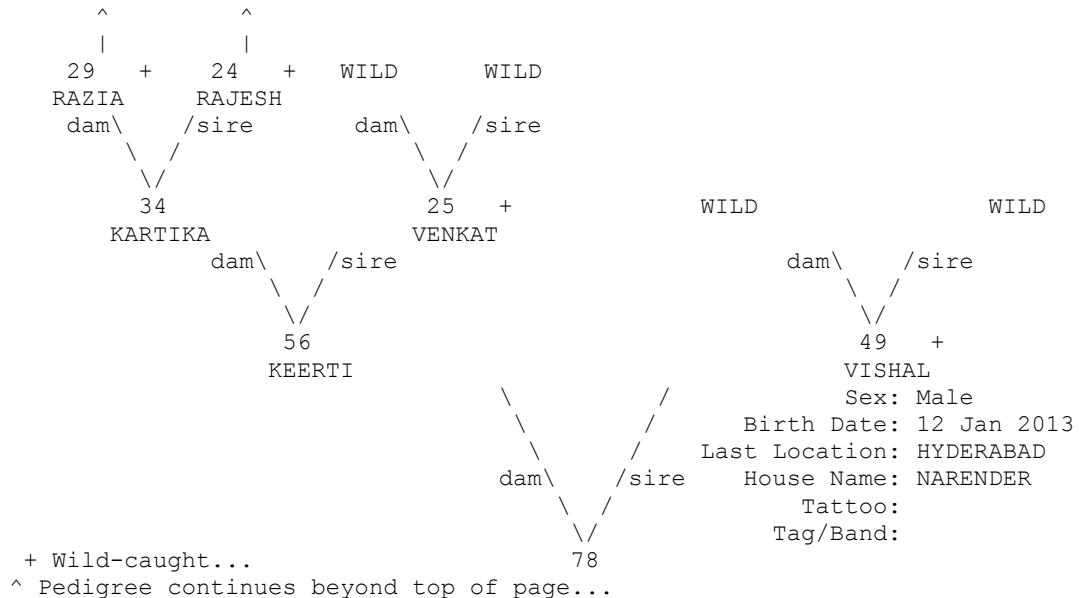 ^ ^
| |
29 + 24 + WILD WILD
RAZIA RAJESH
dam\ /sire dam\ /sire
\ / \ /
\/ \/
34 25 + WILD WILD
KARTIKA VENKAT
dam\ /sire dam\ /sire
\ / \ /
\/ \/
56 49 +
KEERTI VISHAL
\ / Sex: Male
\ / Birth Date: 12 Jan 2013
\ / Last Location: HYDERABAD
dam\ /sire House Name: NARENDER
\ / Tattoo:
\/ Tag/Band:
+ Wild-caught... 78
^ Pedigree continues beyond top of page...